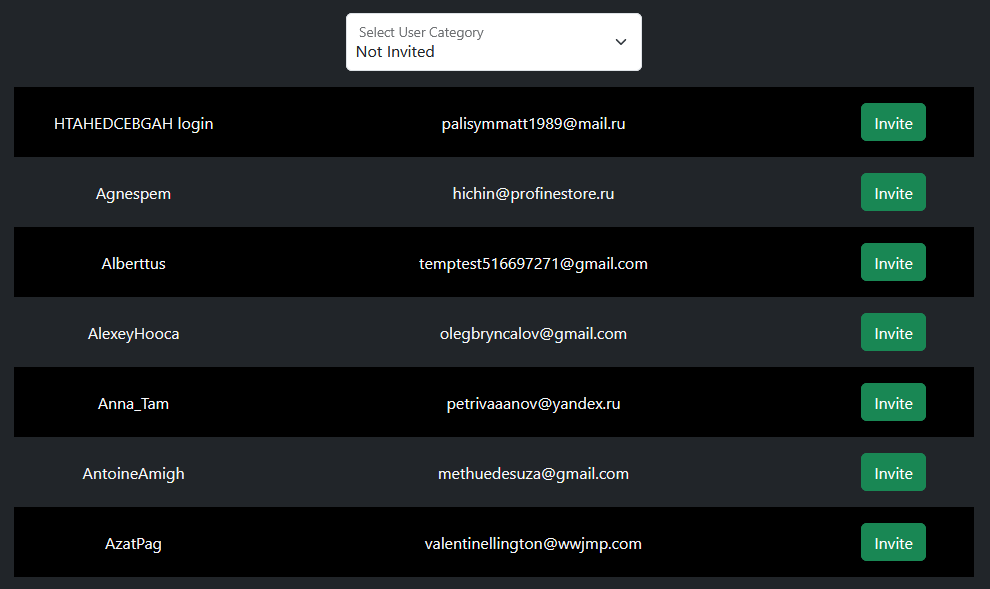 Select User Category
Not Invited
HTAHEDCEBGAH login palisymmatt1989@mail.ru Invite
Agnespem hichin@profinestore.ru Invite
Alberttus temptest516697271@gmail.com Invite
AlexeyHooca olegbryncalov@gmail.com Invite
Anna_Tam petrivaaanov@yandex.ru Invite
AntoineAmigh methuedesuza@gmail.com Invite
AzatPag valentinellington@wwjmp.com Invite